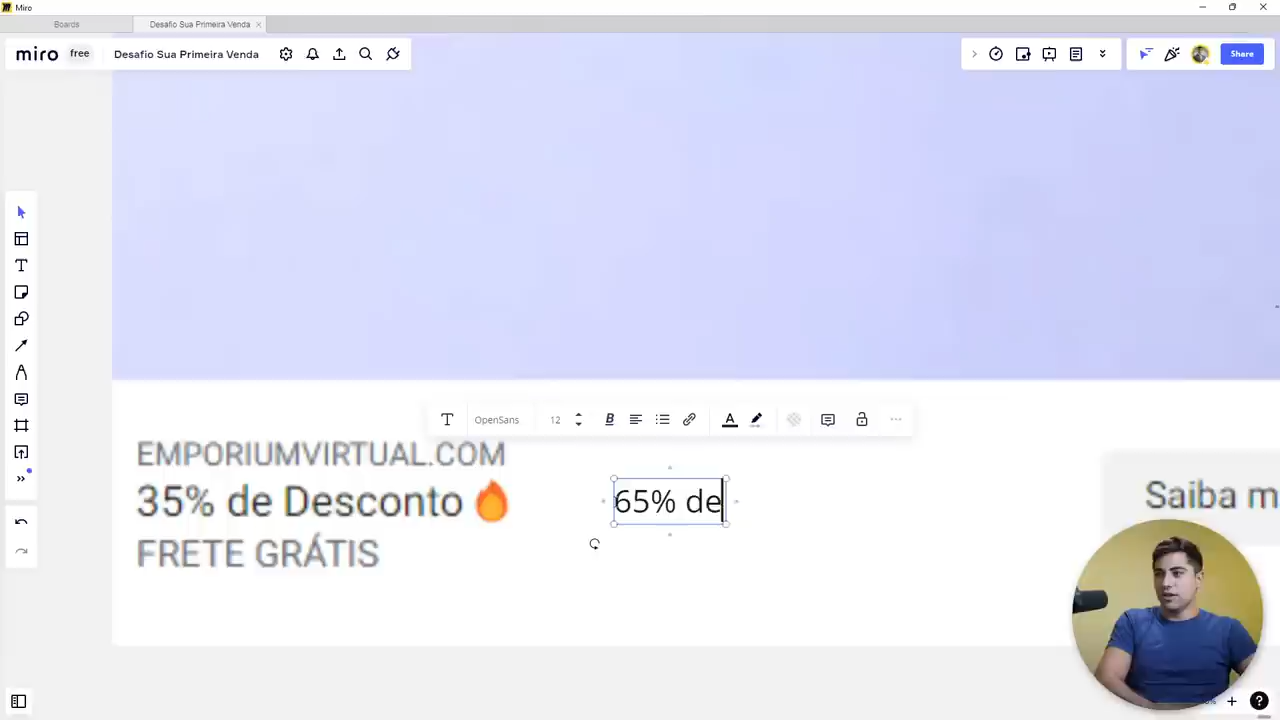 Miro
Boards
Desafio Sua Primeira Venda
miro free
Desafio Sua Primeira Venda
Share
OpenSans
12
B
A
EMPORIUMVIRTUAL.COM
35% de Desconto
65% de
FRETE GRÁTIS
Saiba m